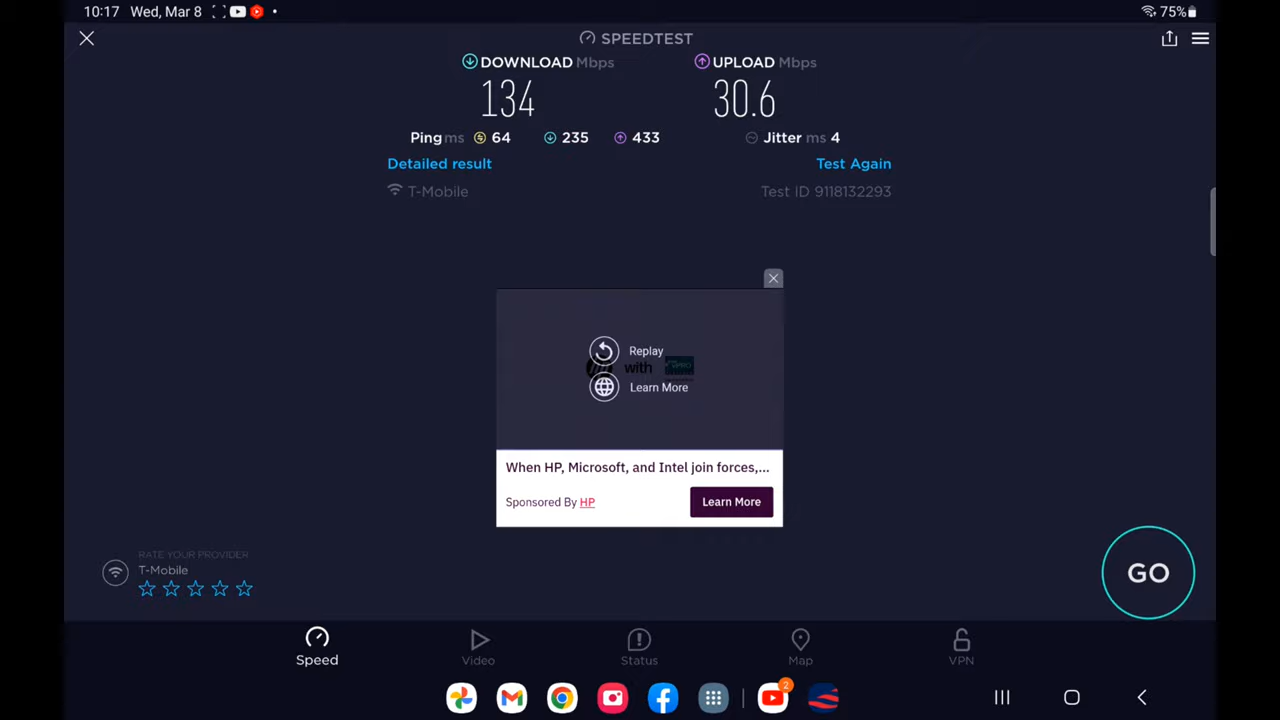 10:17 Wed, Mar 8
75%
SPEEDTEST
DOWNLOAD Mbps
UPLOAD Mbps
134
30.6
Ping ms 64 235 433
Jitter ms 4
Detailed result
Test Again
T-Mobile
Test ID 9118132293
Replay
with
Learn More
When HP, Microsoft, and Intel join forces,...
Sponsored By HP
Learn More
RATE YOUR PROVIDER
T-Mobile
GO
Speed
Video
Status
Map
VPN
2